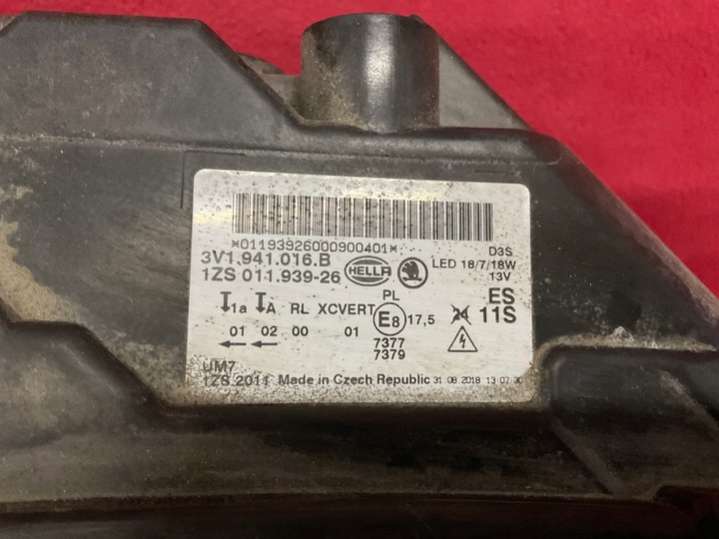 *01193926000900401*
3V1.941.016.B
1ZS 011.939-26
HELLA
D3S
LED 18/7/18W
13V
PL
ES
1a A RL XCVERT E8 17,5 24 11S
01 02 00 01
7377
7379
UM7
1ZS.2011 Made in Czech Republic 31 08 2018 13 07